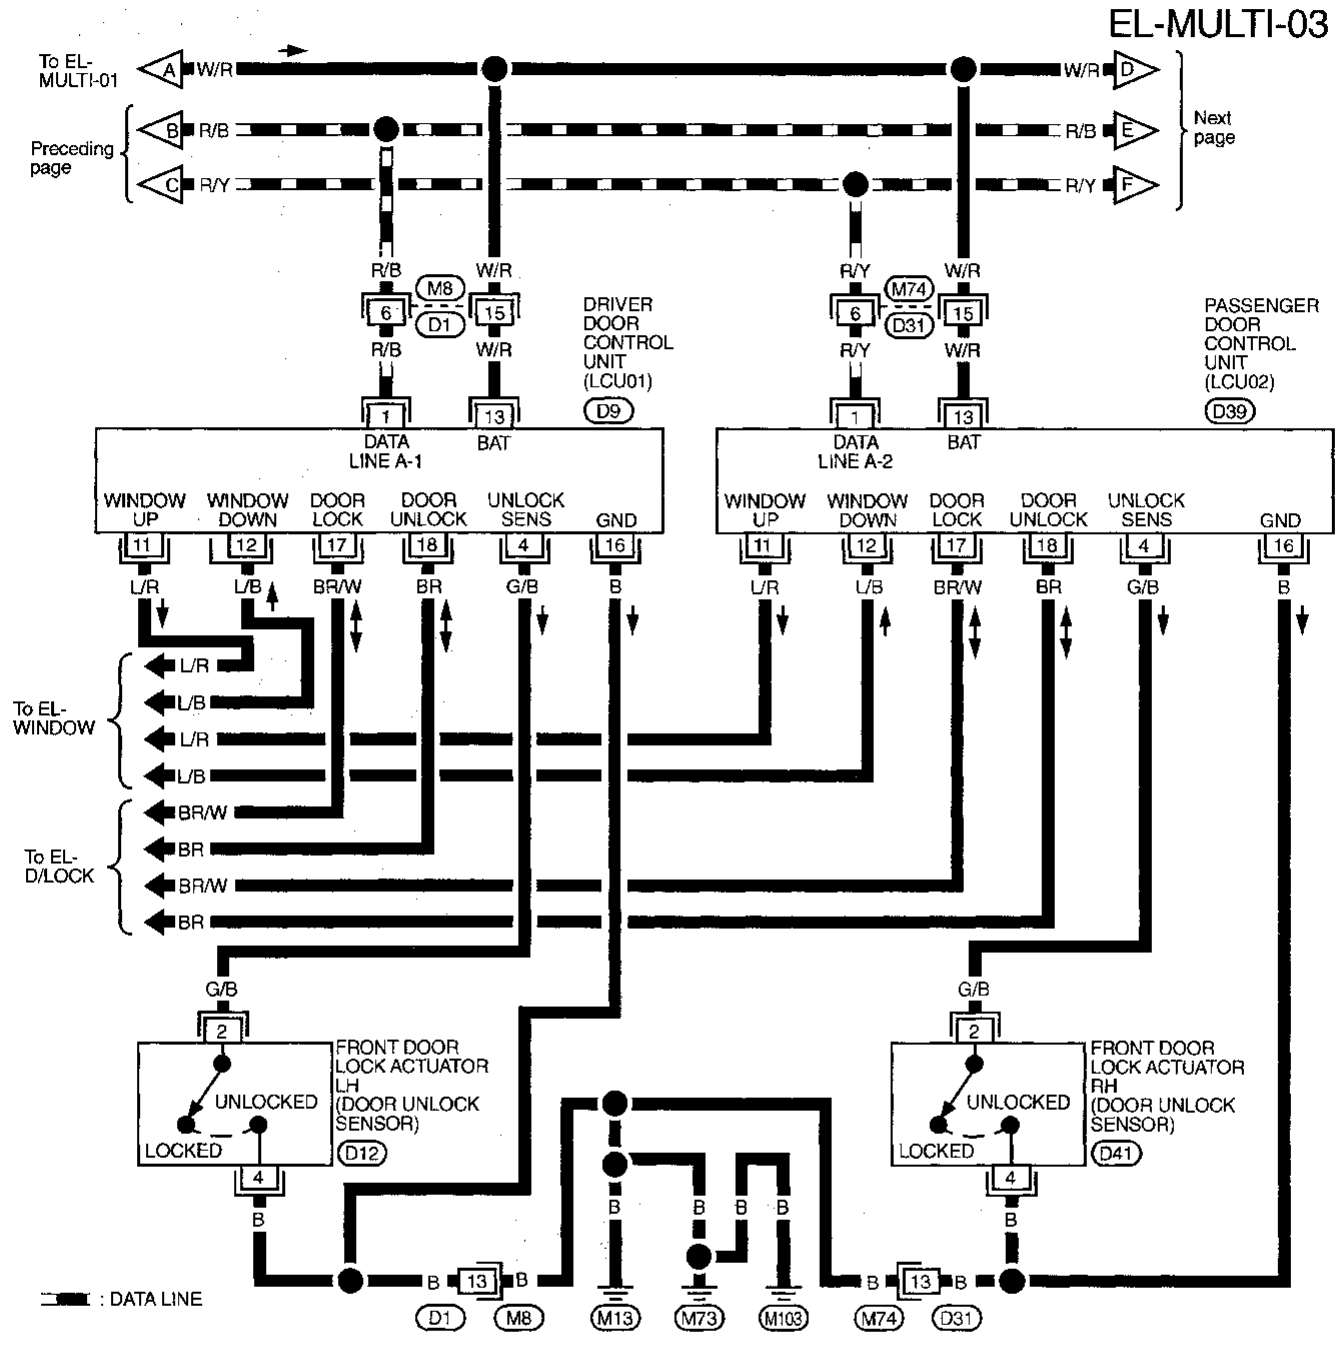 EL-MULTI-03
To EL-
MULTI-01
A
W/R
W/R
D
Preceding
page
B
R/B
R/B
E
C
R/Y
R/Y
F
Next
page
R/B
W/R
R/Y
W/R
M8
M74
6
15
6
15
D1
D31
R/B
W/R
R/Y
W/R
DRIVER
DOOR
CONTROL
UNIT
(LCU01)
D9
PASSENGER
DOOR
CONTROL
UNIT
(LCU02)
D39
1
13
1
13
DATA
LINE A-1
BAT
DATA
LINE A-2
BAT
WINDOW
UP
WINDOW
DOWN
DOOR
LOCK
DOOR
UNLOCK
UNLOCK
SENS
GND
WINDOW
UP
WINDOW
DOWN
DOOR
LOCK
DOOR
UNLOCK
UNLOCK
SENS
GND
11
12
17
18
4
16
11
12
17
18
4
16
L/R
L/B
BR/W
BR
G/B
B
L/R
L/B
BR/W
BR
G/B
B
To EL-
WINDOW
L/R
L/B
L/R
L/B
To EL-
D/LOCK
BR/W
BR
BR/W
BR
G/B
G/B
2
2
FRONT DOOR
LOCK ACTUATOR
LH
(DOOR UNLOCK
SENSOR)
D12
UNLOCKED
LOCKED
FRONT DOOR
LOCK ACTUATOR
RH
(DOOR UNLOCK
SENSOR)
D41
UNLOCKED
LOCKED
4
4
B
B
B
B
B
B
B
13
B
B
13
B
D1
M8
M13
M73
M103
M74
D31
: DATA LINE